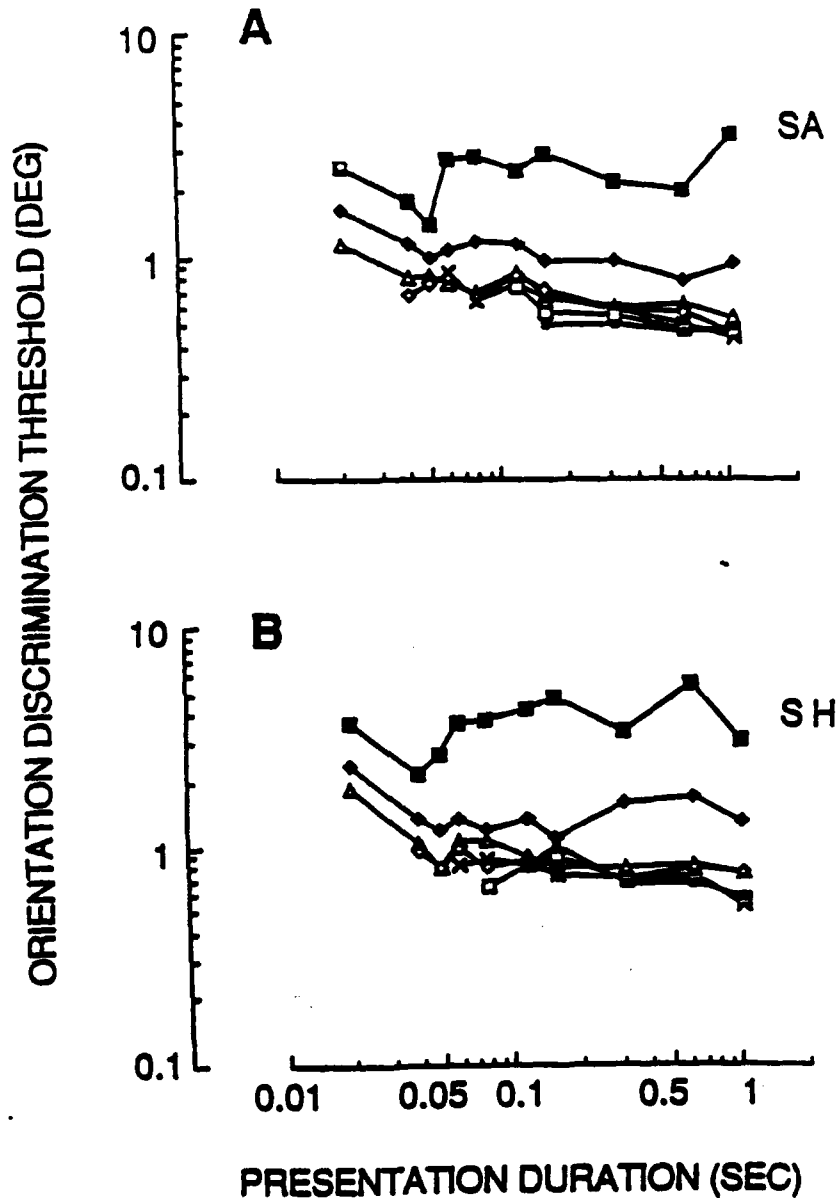 ORIENTATION DISCRIMINATION THRESHOLD (DEG)
A
10
1
0.1
SA
B
10
1
0.1
SH
0.01 0.05 0.1 0.5 1
PRESENTATION DURATION (SEC)